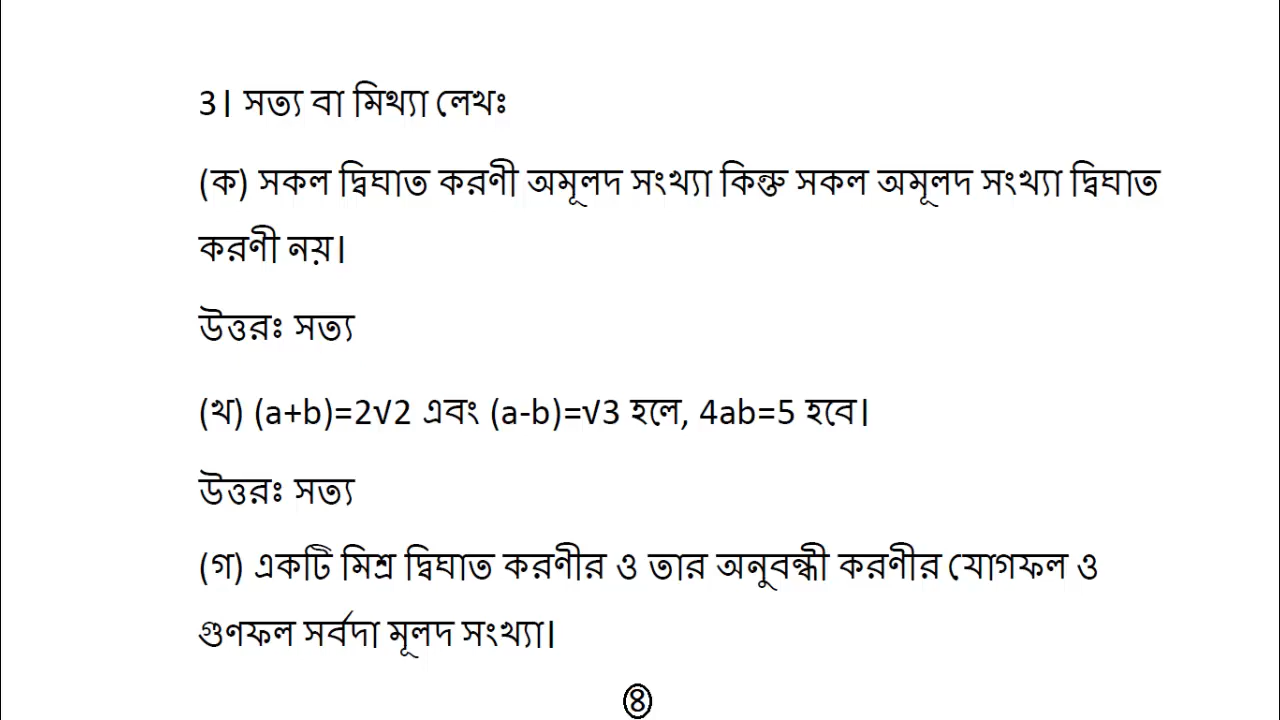 3। সত্য বা মিথ্যা লেখঃ
(ক) সকল দ্বিঘাত করণী অমূলদ সংখ্যা কিন্তু সকল অমূলদ সংখ্যা দ্বিঘাত
করণী নয়।
উত্তরঃ সত্য
(খ) (a+b)=2√2 এবং (a-b)=√3 হলে, 4ab=5 হবে।
উত্তরঃ সত্য
(গ) একটি মিশ্র দ্বিঘাত করণীর ও তার অনুবন্ধী করণীর যোগফল ও
গুণফল সর্বদা মূলদ সংখ্যা।
8